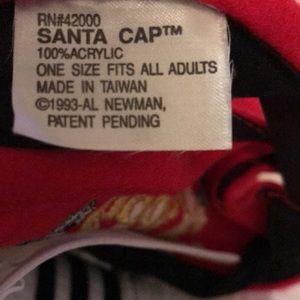 RN#42000
SANTA CAP™
100%ACRYLIC
ONE SIZE FITS ALL ADULTS
MADE IN TAIWAN
©1993-AL NEWMAN,
PATENT PENDING